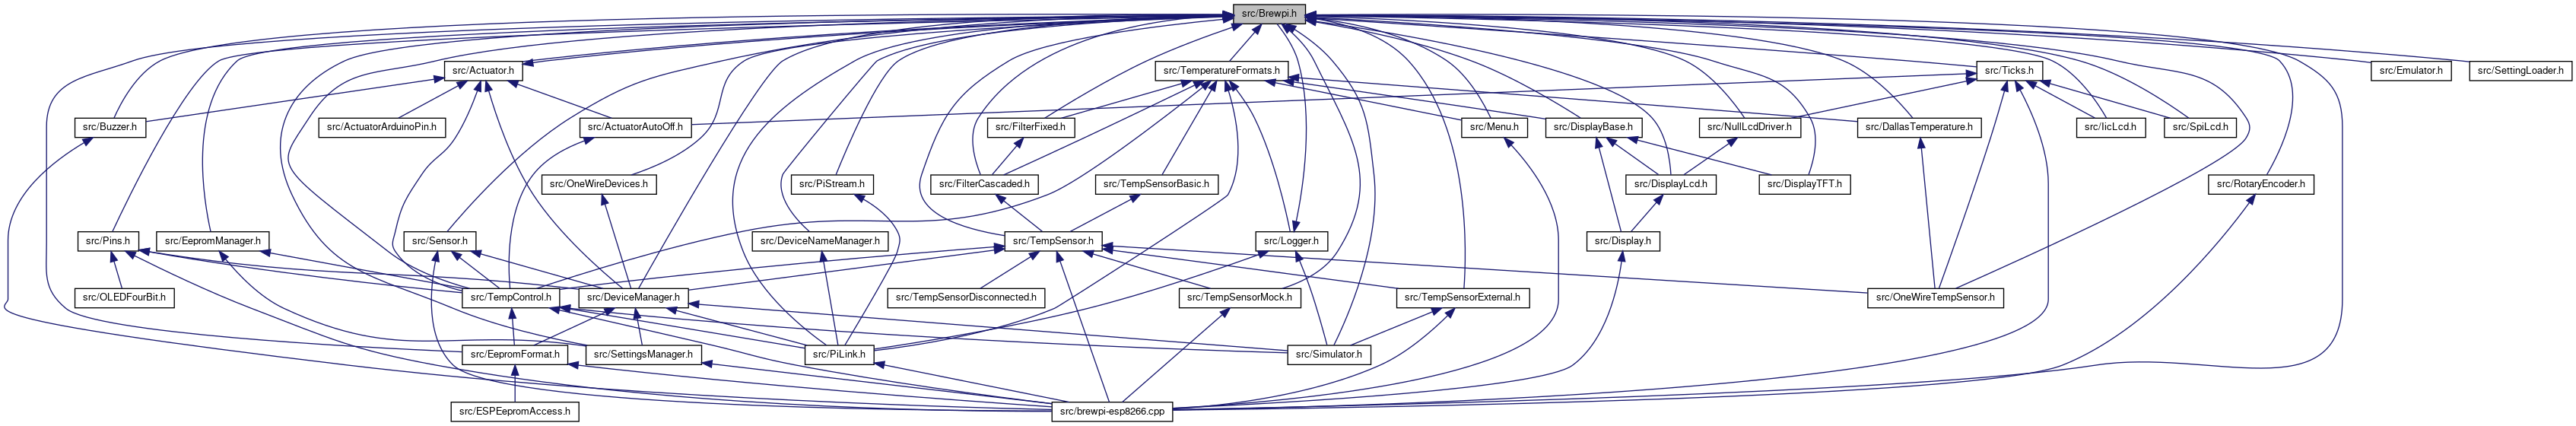 src/Brewpi.h
src/Actuator.h
src/TemperatureFormats.h
src/Ticks.h
src/Emulator.h
src/SettingLoader.h
src/Buzzer.h
src/ActuatorArduinoPin.h
src/ActuatorAutoOff.h
src/FilterFixed.h
src/Menu.h
src/DisplayBase.h
src/NullLcdDriver.h
src/DallasTemperature.h
src/IicLcd.h
src/SpiLcd.h
src/OneWireDevices.h
src/PiStream.h
src/FilterCascaded.h
src/TempSensorBasic.h
src/DisplayLcd.h
src/DisplayTFT.h
src/RotaryEncoder.h
src/Pins.h
src/EepromManager.h
src/Sensor.h
src/DeviceNameManager.h
src/TempSensor.h
src/Logger.h
src/Display.h
src/OLEDFourBit.h
src/TempControl.h
src/DeviceManager.h
src/TempSensorDisconnected.h
src/TempSensorMock.h
src/TempSensorExternal.h
src/OneWireTempSensor.h
src/EepromFormat.h
src/SettingsManager.h
src/PiLink.h
src/Simulator.h
src/ESPEepromAccess.h
src/brewpi-esp8266.cpp